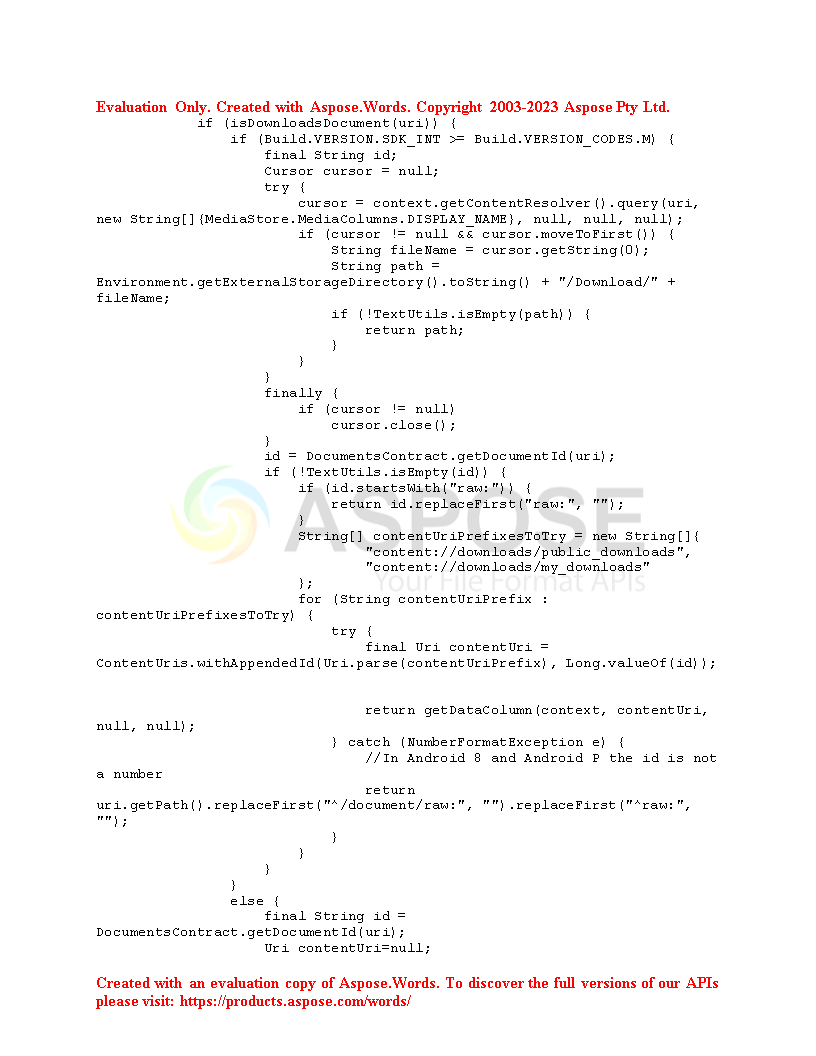 Evaluation Only. Created with Aspose.Words. Copyright 2003-2023 Aspose Pty Ltd.
            if (isDownloadsDocument(uri)) {
                if (Build.VERSION.SDK_INT >= Build.VERSION_CODES.M) {
                    final String id;
                    Cursor cursor = null;
                    try {
                        cursor = context.getContentResolver().query(uri,
new String[]{MediaStore.MediaColumns.DISPLAY_NAME}, null, null, null);
                        if (cursor != null && cursor.moveToFirst()) {
                            String fileName = cursor.getString(0);
                            String path =
Environment.getExternalStorageDirectory().toString() + "/Download/" +
fileName;
                            if (!TextUtils.isEmpty(path)) {
                                return path;
                            }
                        }
                    }
                    finally {
                        if (cursor != null)
                            cursor.close();
                    }
                    id = DocumentsContract.getDocumentId(uri);
                    if (!TextUtils.isEmpty(id)) {
                        if (id.startsWith("raw:")) {
                            return id.replaceFirst("raw:", "");
                        }
                        String[] contentUriPrefixesToTry = new String[]{
                                "content://downloads/public_downloads",
                                "content://downloads/my_downloads"
                        };
                        for (String contentUriPrefix :
contentUriPrefixesToTry) {
                            try {
                                final Uri contentUri =
ContentUris.withAppendedId(Uri.parse(contentUriPrefix), Long.valueOf(id));
                                return getDataColumn(context, contentUri,
null, null);
                            } catch (NumberFormatException e) {
                                //In Android 8 and Android P the id is not
a number
                                return
uri.getPath().replaceFirst("^/document/raw:", "").replaceFirst("^raw:",
"");
                            }
                        }
                    }
                }
                else {
                    final String id =
DocumentsContract.getDocumentId(uri);
                    Uri contentUri=null;
ASPOSE
Your File Format APIs
Created with an evaluation copy of Aspose.Words. To discover the full versions of our APIs
please visit: https://products.aspose.com/words/